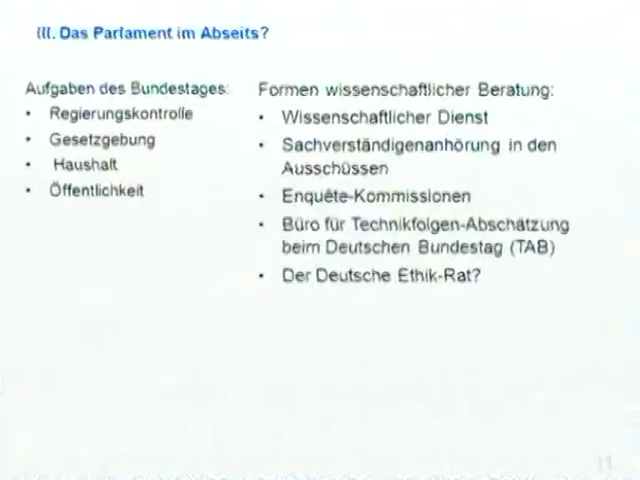 III. Das Parlament im Abseits?
Aufgaben des Bundestages:
• Regierungskontrolle
• Gesetzgebung
• Haushalt
• Öffentlichkeit
Formen wissenschaftlicher Beratung:
• Wissenschaftlicher Dienst
• Sachverständigenanhörung in den
Ausschüssen
• Enquête-Kommissionen
• Büro für Technikfolgen-Abschätzung
beim Deutschen Bundestag (TAB)
• Der Deutsche Ethik-Rat?
11